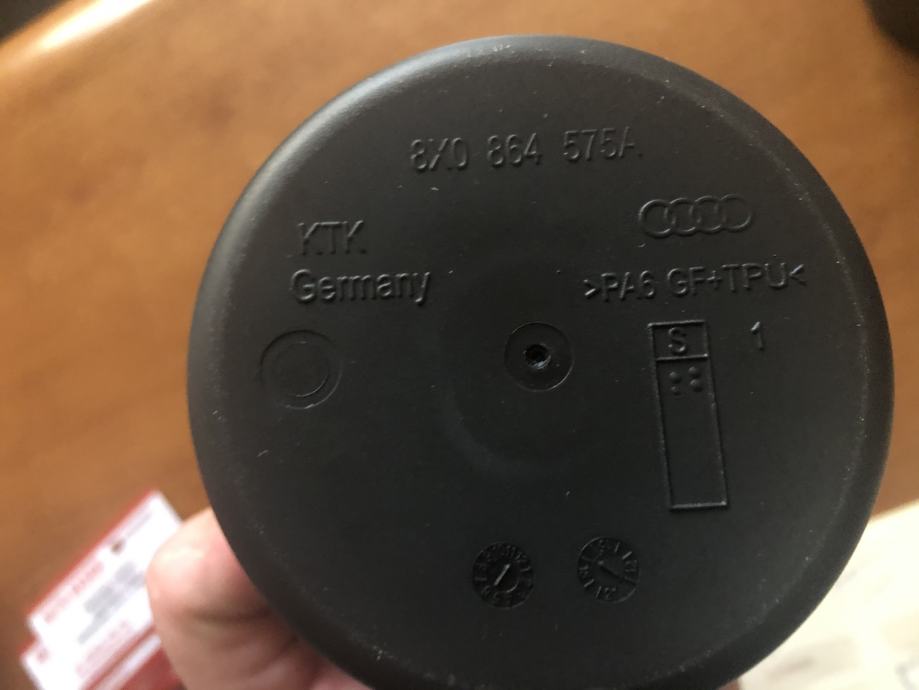 8X0 864 575A
KTK
Germany
>PA6 GF+TPU<
S 1